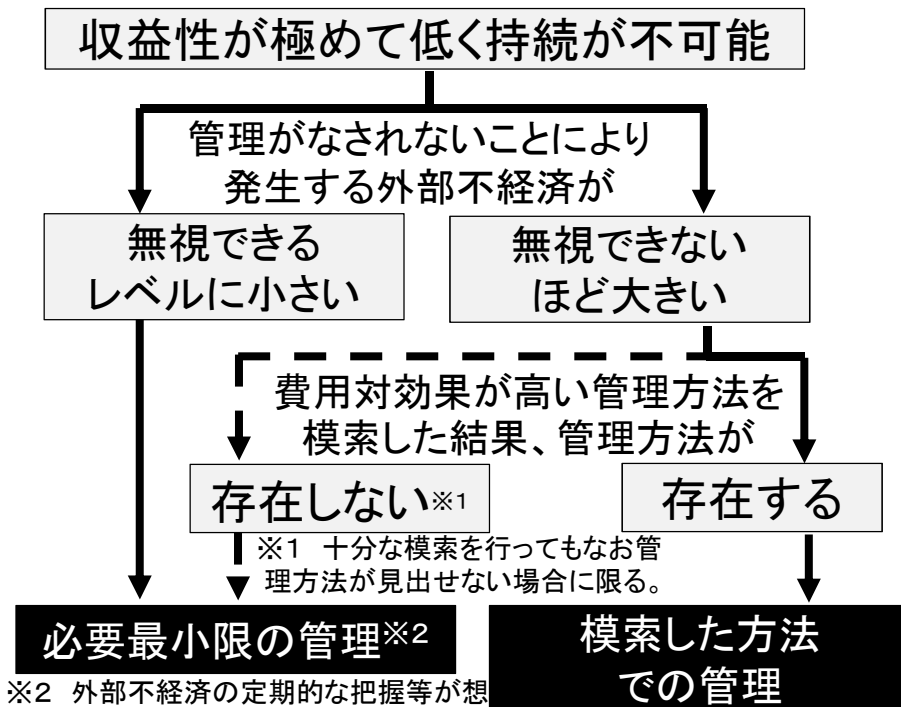 収益性が極めて低く持続が不可能
管理がなされないことにより
発生する外部不経済が
無視できる
レベルに小さい
無視できない
ほど大きい
費用対効果が高い管理方法を
模索した結果、管理方法が
存在しない※1
存在する
※1 十分な模索を行ってもなお管
理方法が見出せない場合に限る。
必要最小限の管理※2
模索した方法
での管理
※2 外部不経済の定期的な把握等が想